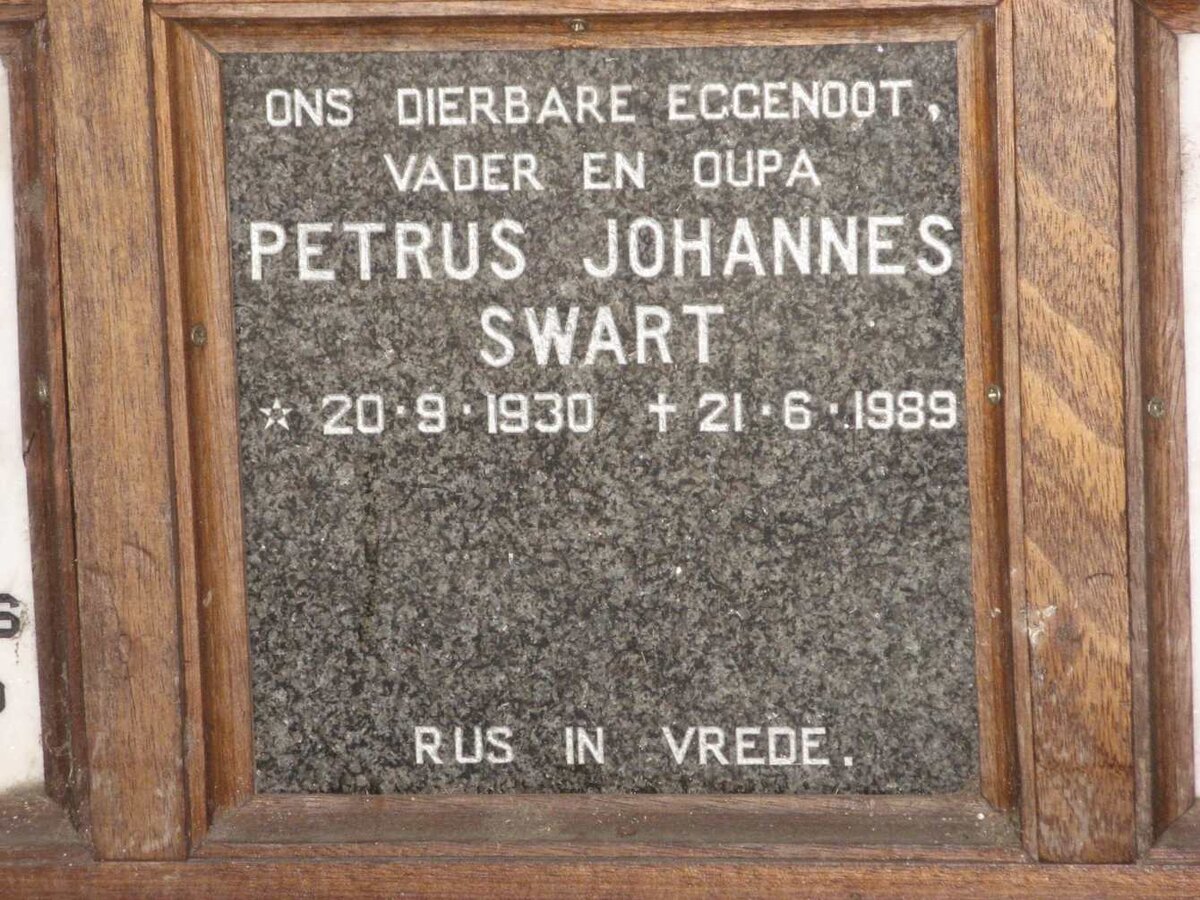 ONS DIERBARE EGGENOOT,
VADER EN OUPA
PETRUS JOHANNES
SWART
☆ 20·9·1930 ✝ 21·6·1989
RUS IN VREDE.